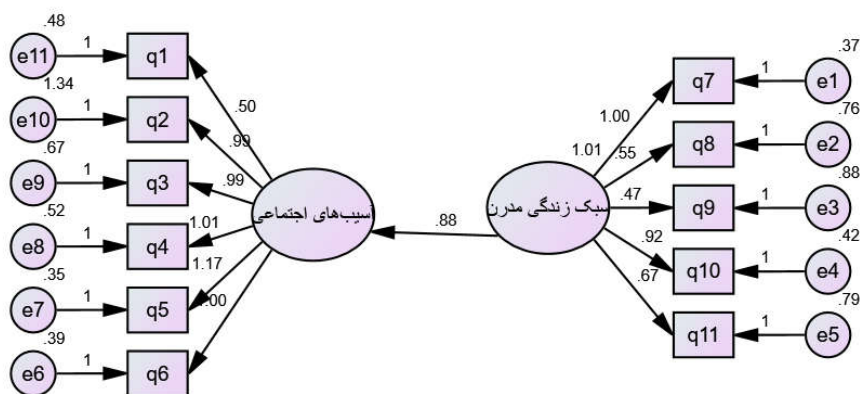 .48
e11 1 q1
1.34
e10 1 q2
.67
e9 1 q3
.52
e8 1 q4
.35
e7 1 q5
.39
e6 1 q6
.50
.99
.99
1.01
1.17
1.00
آسیب‌های اجتماعی
.88
سبک زندگی مدرن
1.01
1.00
.55
.47
.92
.67
.37
q7 1 e1
.76
q8 1 e2
.88
q9 1 e3
.42
q10 1 e4
.79
q11 1 e5